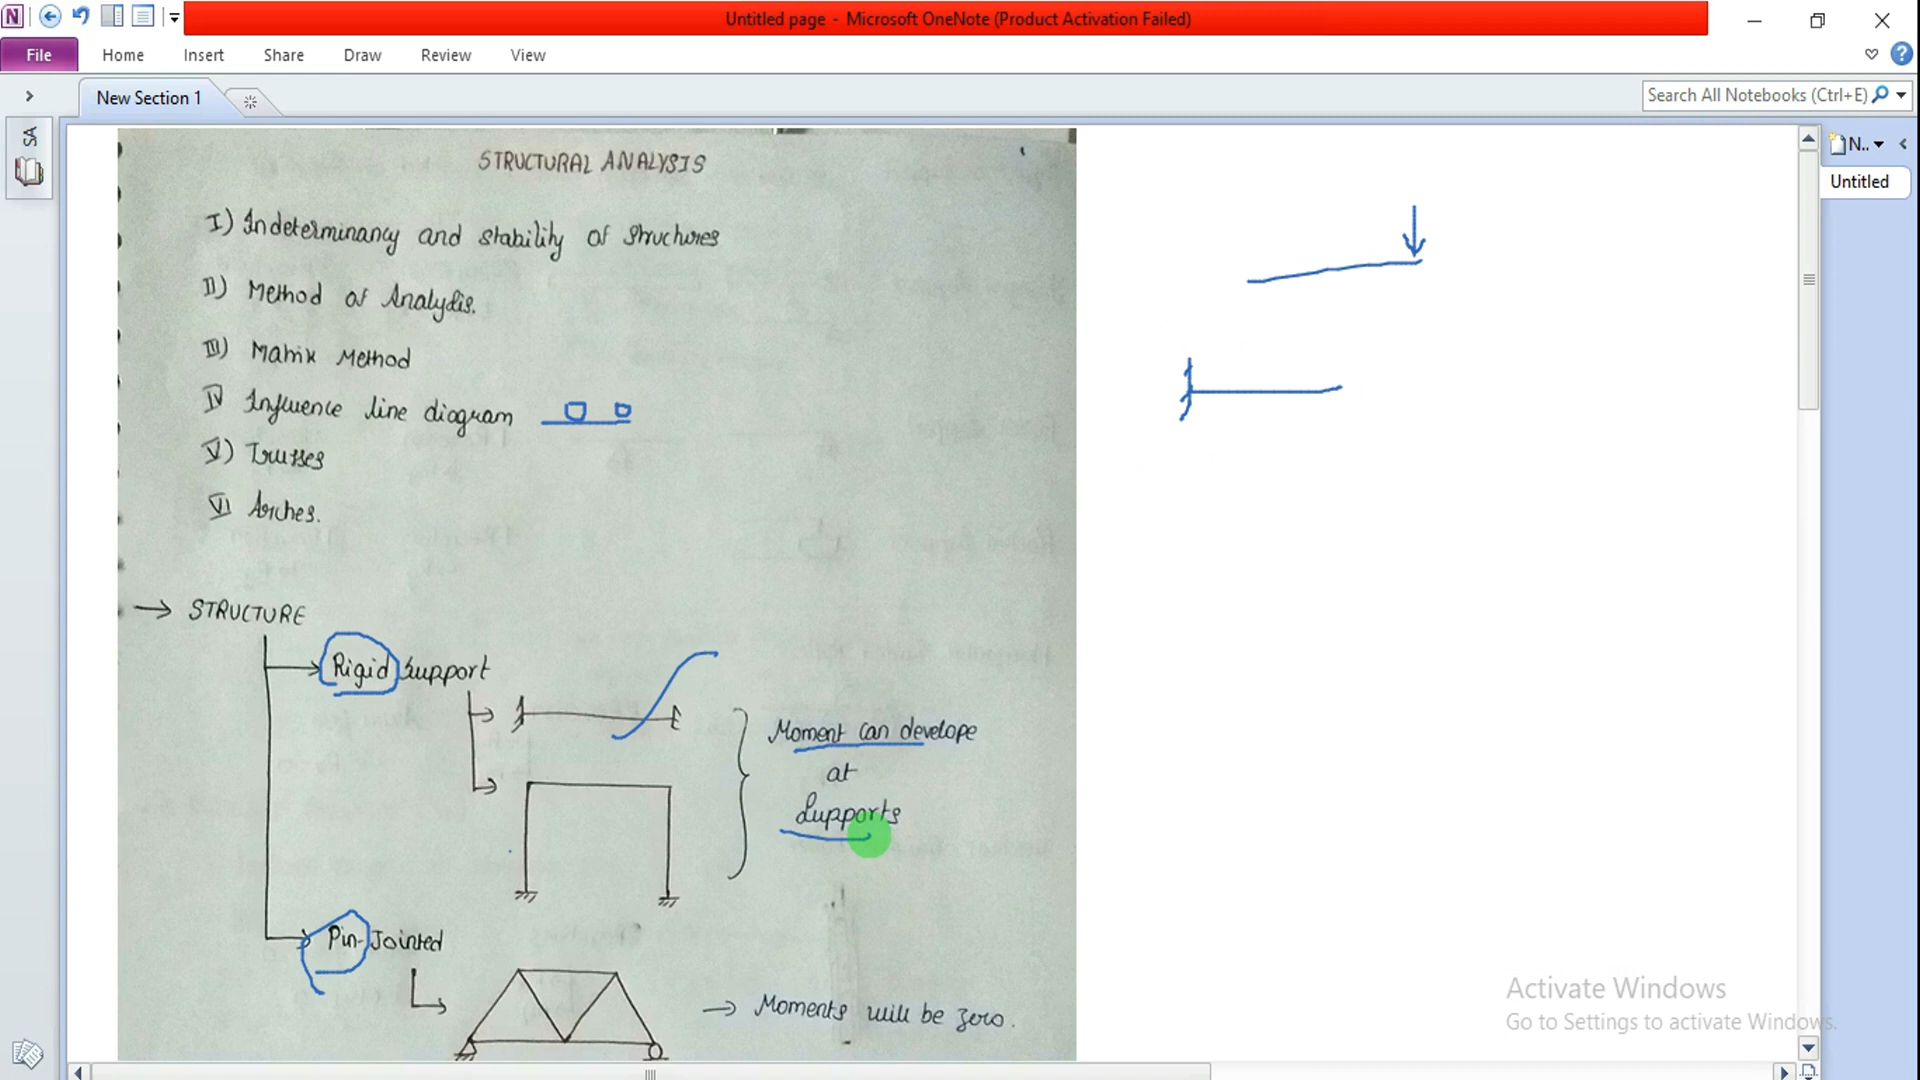 Untitled page - Microsoft OneNote (Product Activation Failed)
File Home Insert Share Draw Review View
New Section 1
Search All Notebooks (Ctrl+E)
SA
N..
Untitled
STRUCTURAL ANALYSIS
I) Indeterminancy and stability of structures
II) Method of Analysis.
III) Matrix Method
IV Influence line diagram
V) Trusses
VI Arches.
→ STRUCTURE
Rigid Support
Moment can develope
at
Supports
Pin-Jointed
→ Moments will be zero.
Activate Windows
Go to Settings to activate Windows.